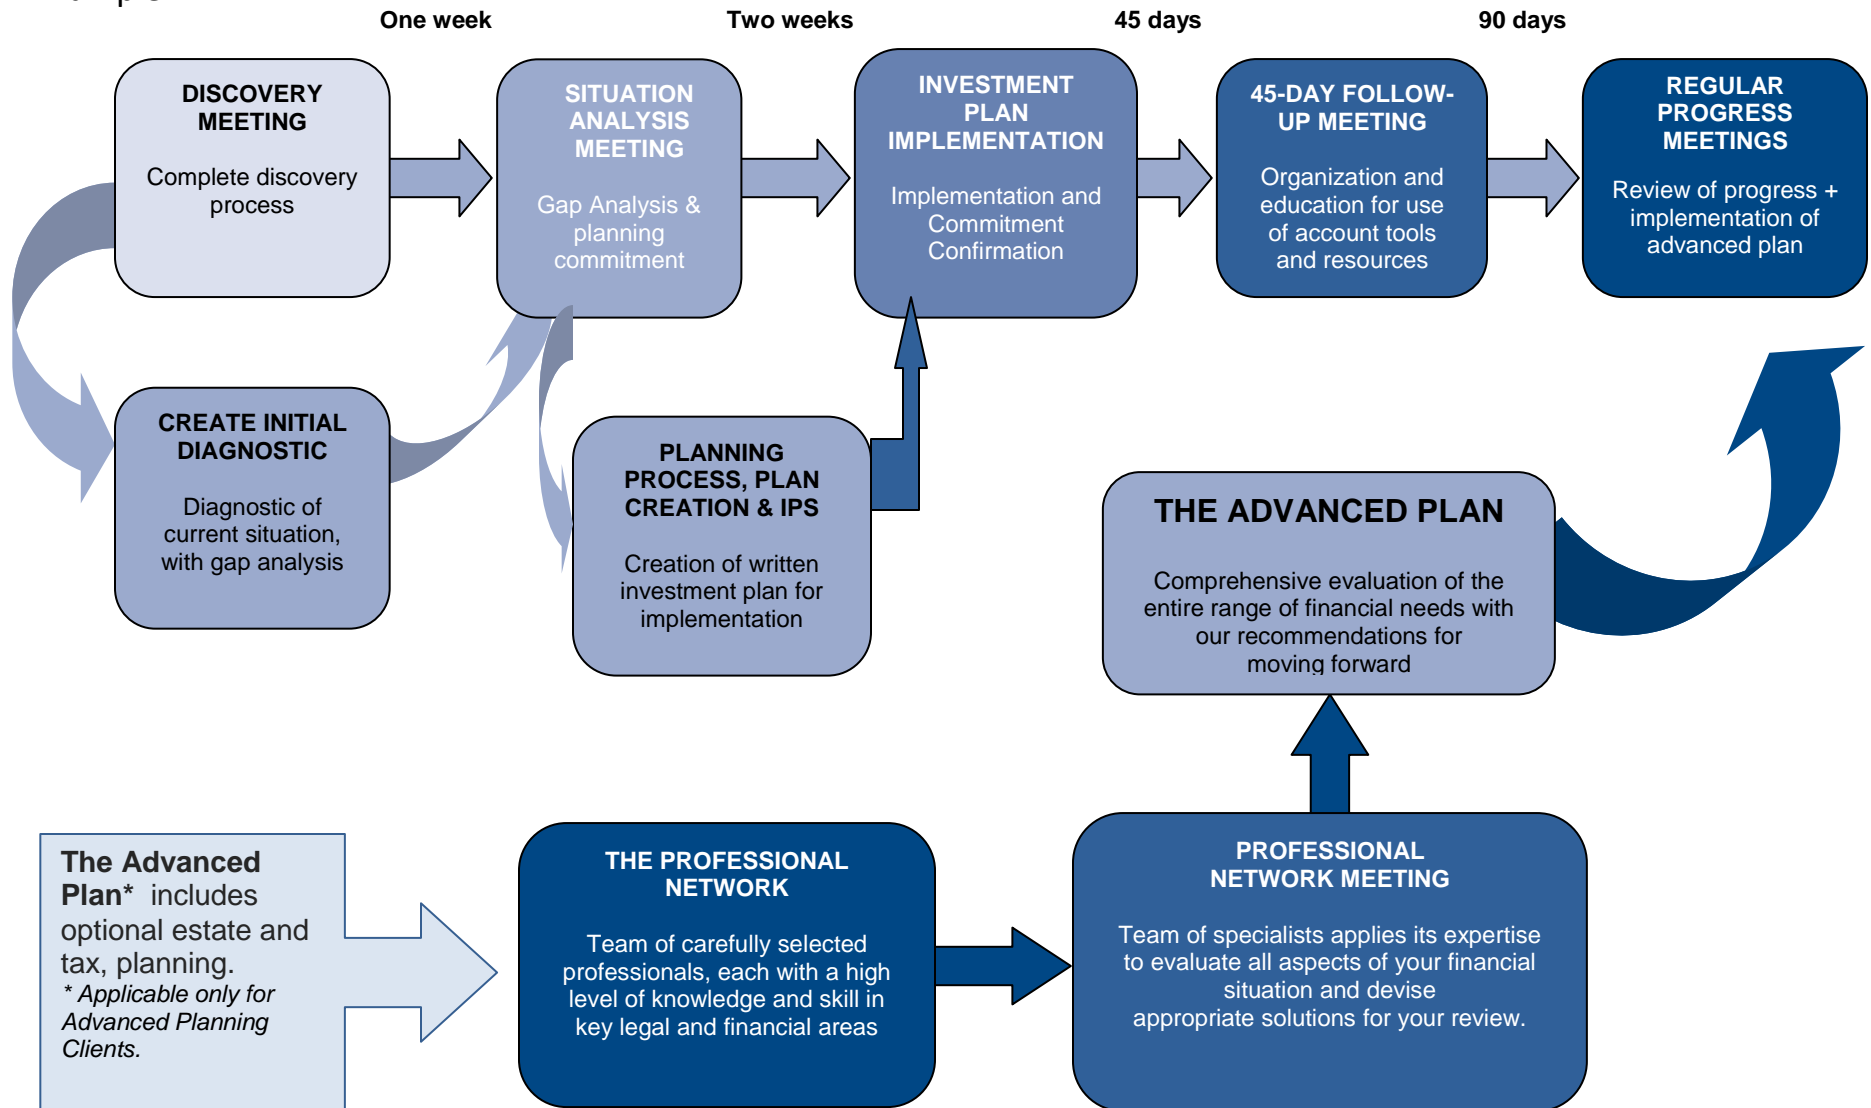 One week
Two weeks
45 days
90 days
DISCOVERY
MEETING
Complete discovery
process
SITUATION
ANALYSIS
MEETING
Gap Analysis &
planning
commitment
INVESTMENT
PLAN
IMPLEMENTATION
Implementation and
Commitment
Confirmation
45-DAY FOLLOW-
UP MEETING
Organization and
education for use
of account tools
and resources
REGULAR
PROGRESS
MEETINGS
Review of progress +
implementation of
advanced plan
CREATE INITIAL
DIAGNOSTIC
Diagnostic of
current situation,
with gap analysis
PLANNING
PROCESS, PLAN
CREATION & IPS
Creation of written
investment plan for
implementation
THE ADVANCED PLAN
Comprehensive evaluation of the
entire range of financial needs with
our recommendations for
moving forward
The Advanced
Plan* includes
optional estate and
tax, planning.
* Applicable only for
Advanced Planning
Clients.
THE PROFESSIONAL
NETWORK
Team of carefully selected
professionals, each with a high
level of knowledge and skill in
key legal and financial areas
PROFESSIONAL
NETWORK MEETING
Team of specialists applies its expertise
to evaluate all aspects of your financial
situation and devise
appropriate solutions for your review.